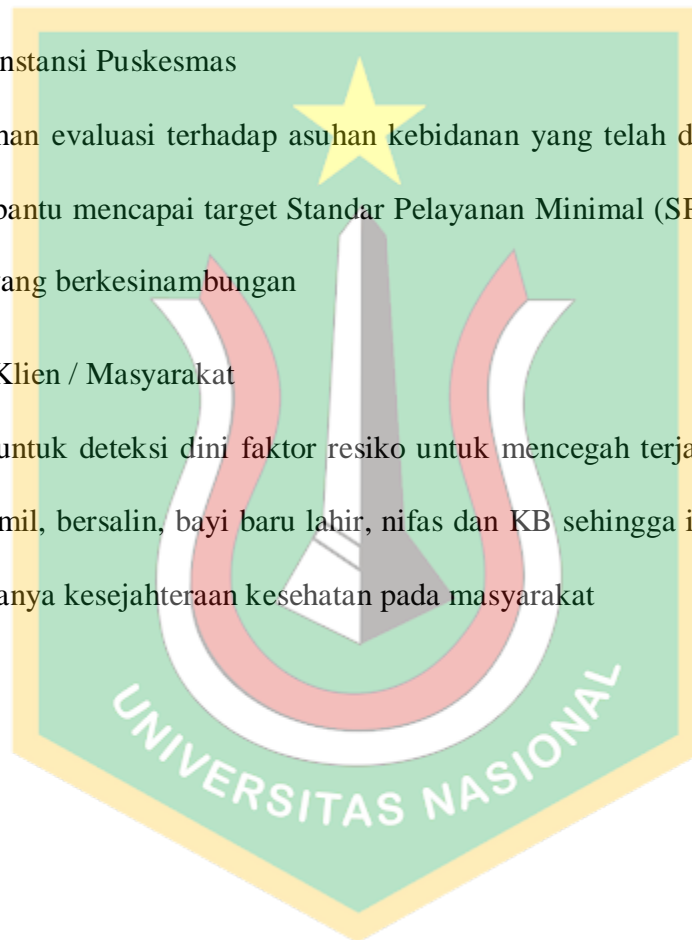 nstansi Puskesmas
han evaluasi terhadap asuhan kebidanan yang telah d
bantu mencapai target Standar Pelayanan Minimal (SP
ang berkesinambungan
Klien / Masyarakat
untuk deteksi dini faktor resiko untuk mencegah terja
mil, bersalin, bayi baru lahir, nifas dan KB sehingga i
anya kesejahteraan kesehatan pada masyarakat
UNIVERSITAS NASIONAL